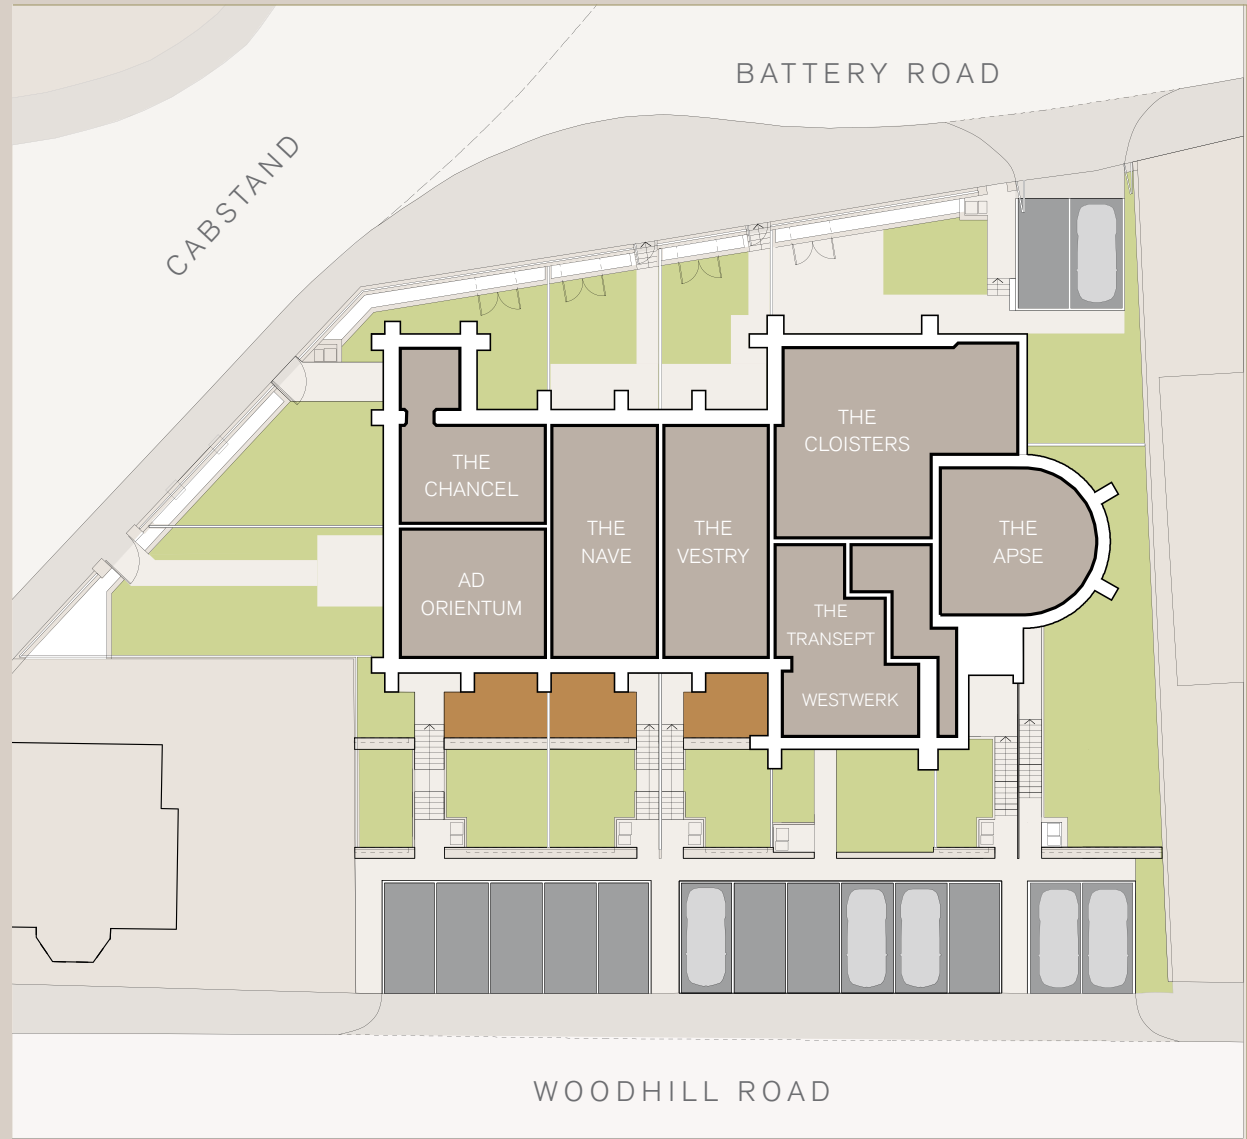 BATTERY ROAD
CABSTAND
THE
CLOISTERS
THE
CHANCEL
THE
NAVE
THE
VESTRY
THE
APSE
AD
ORIENTUM
THE
TRANSEPT
WESTWERK
WOODHILL ROAD